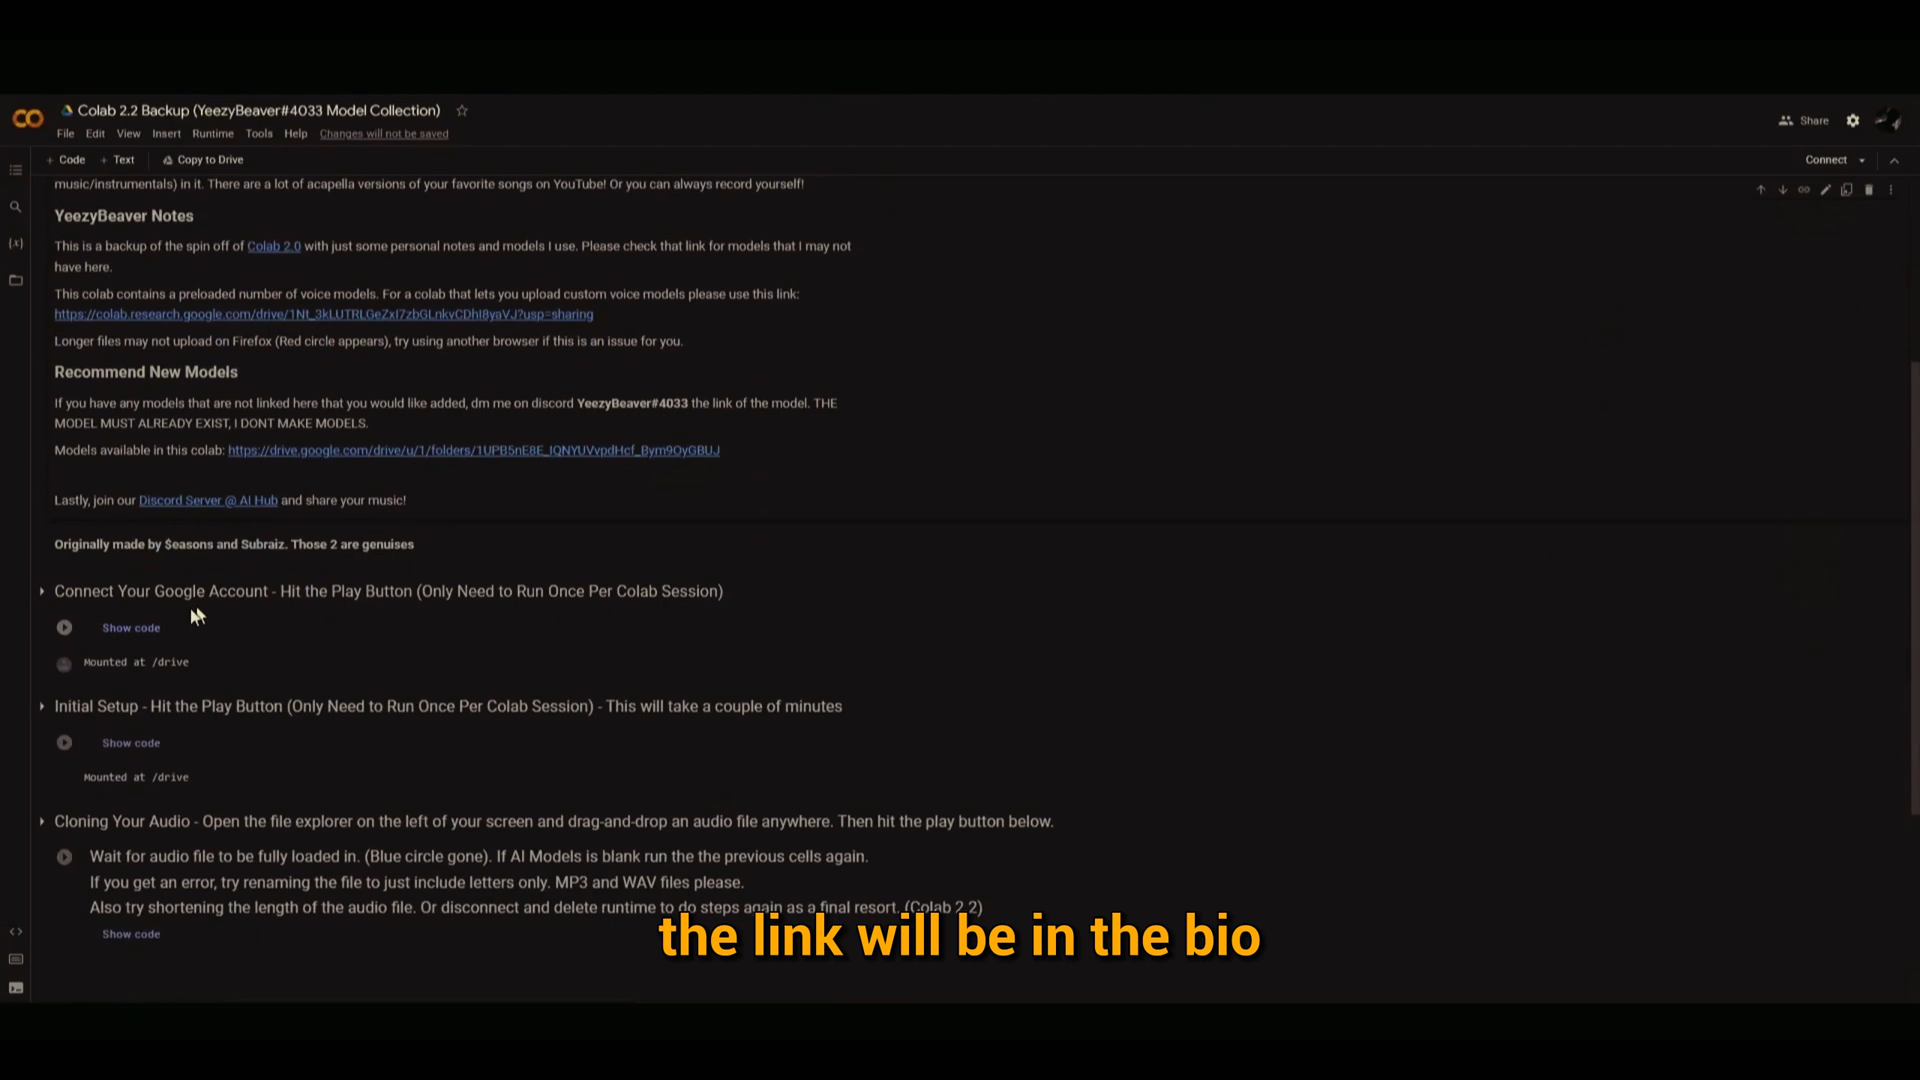 Colab 2.2 Backup (YeezyBeaver#4033 Model Collection)
File Edit View Insert Runtime Tools Help Changes will not be saved
Share
+ Code + Text Copy to Drive
Connect
music/instrumentals) in it. There are a lot of acapella versions of your favorite songs on YouTube! Or you can always record yourself!
YeezyBeaver Notes
This is a backup of the spin off of Colab 2.0 with just some personal notes and models I use. Please check that link for models that I may not
have here.
This colab contains a preloaded number of voice models. For a colab that lets you upload custom voice models please use this link:
Longer files may not upload on Firefox (Red circle appears), try using another browser if this is an issue for you.
Recommend New Models
If you have any models that are not linked here that you would like added, dm me on discord YeezyBeaver#4033 the link of the model. THE
MODEL MUST ALREADY EXIST, I DONT MAKE MODELS.
Models available in this colab:
Lastly, join our Discord Server @ AI Hub and share your music!
Originally made by $easons and Subraiz. Those 2 are genuises
Connect Your Google Account - Hit the Play Button (Only Need to Run Once Per Colab Session)
Show code
Mounted at /drive
Initial Setup - Hit the Play Button (Only Need to Run Once Per Colab Session) - This will take a couple of minutes
Show code
Mounted at /drive
Cloning Your Audio - Open the file explorer on the left of your screen and drag-and-drop an audio file anywhere. Then hit the play button below.
Wait for audio file to be fully loaded in. (Blue circle gone). If AI Models is blank run the the previous cells again.
If you get an error, try renaming the file to just include letters only. MP3 and WAV files please.
Also try shortening the length of the audio file. Or disconnect and delete runtime to do steps again as a final resort. (Colab 2.2)
Show code
the link will be in the bio